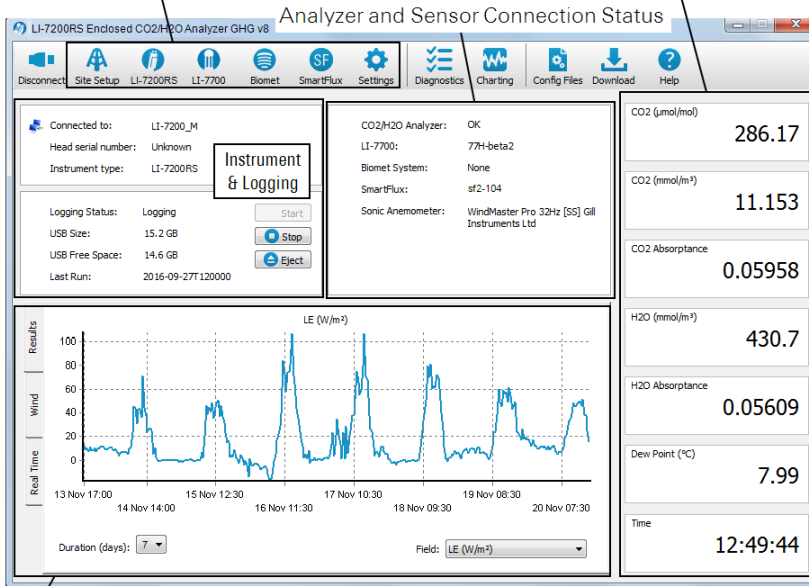 Analyzer and Sensor Connection Status
LI-7200RS Enclosed CO2/H2O Analyzer GHG v8
Disconnect Site Setup LI-7200RS LI-7700 Biomet SmartFlux Settings Diagnostics Charting Config Files Download Help
SF
Connected to: LI-7200_M
Head serial number: Unknown
Instrument type: LI-7200RS
Instrument
& Logging
Logging Status: Logging Start
USB Size: 15.2 GB Stop
USB Free Space: 14.6 GB Eject
Last Run: 2016-09-27T120000
CO2/H2O Analyzer: OK
LI-7700: 77H-beta2
Biomet System: None
SmartFlux: sf2-104
Sonic Anemometer: WindMaster Pro 32Hz [SS] Gill
Instruments Ltd
CO2 (µmol/mol)
286.17
CO2 (mmol/m³)
11.153
CO2 Absorptance
0.05958
H2O (mmol/m³)
430.7
H2O Absorptance
0.05609
Dew Point (ºC)
7.99
Time
12:49:44
Results
Wind
Real Time
LE (W/m²)
100
80
60
40
20
0
13 Nov 17:00 15 Nov 12:30 17 Nov 10:30 19 Nov 08:30
14 Nov 14:00 16 Nov 11:30 18 Nov 09:30 20 Nov 07:30
Duration (days): 7 Field: LE (W/m²)